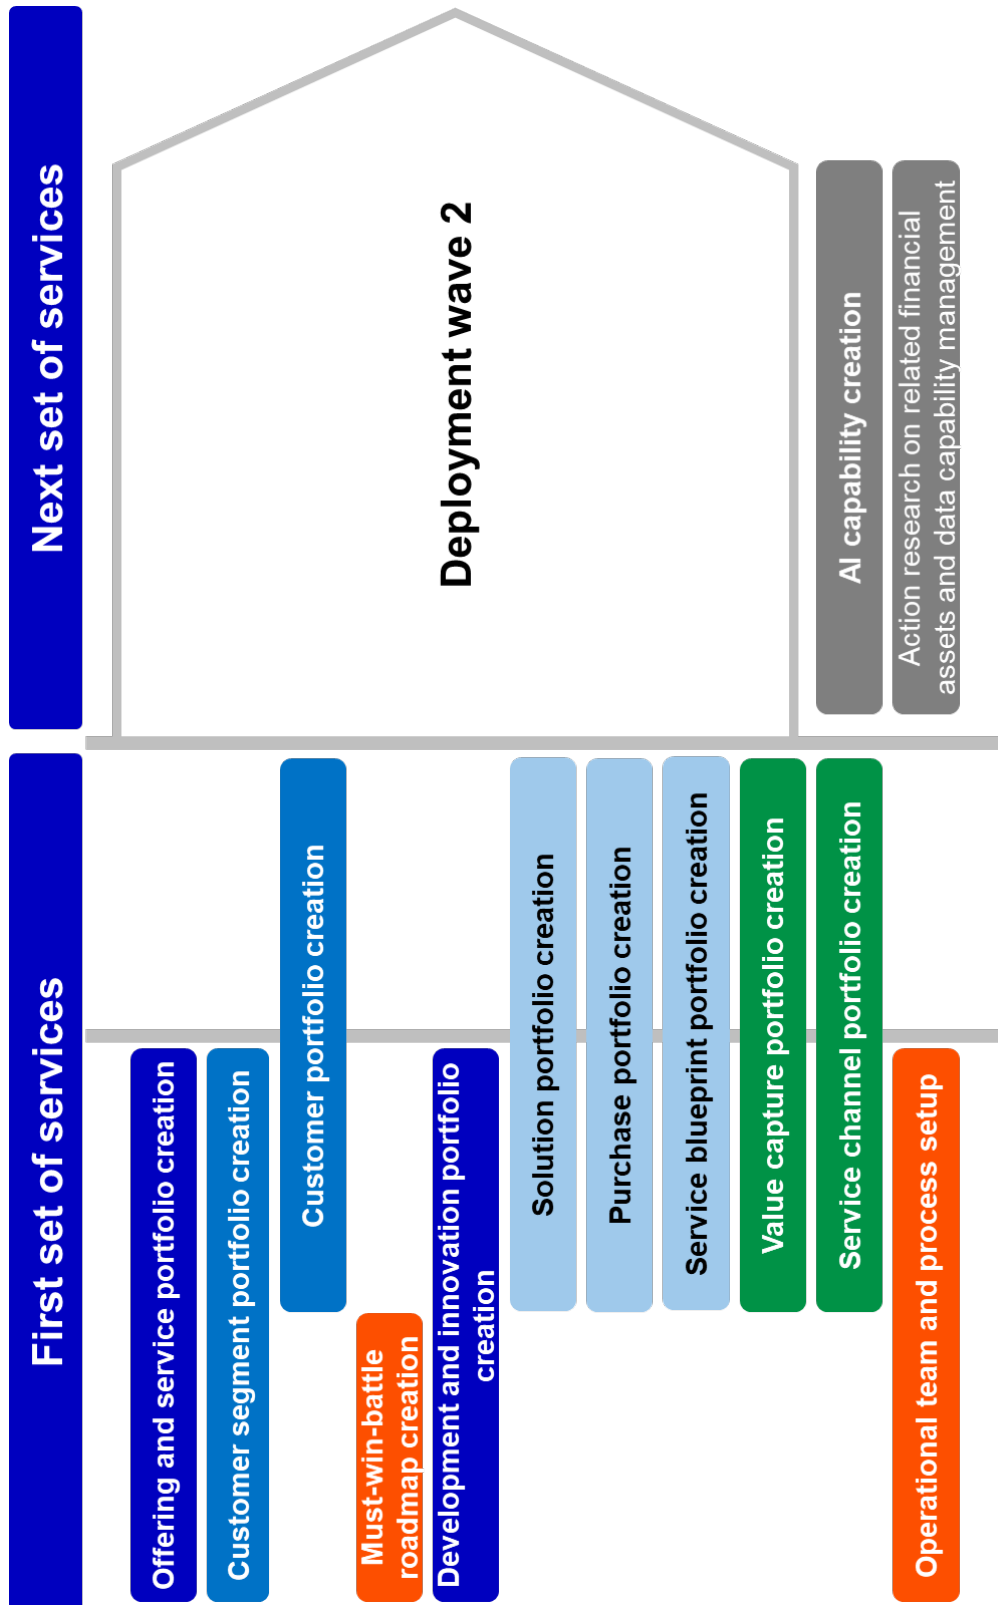 First set of services
Next set of services
Offering and service portfolio creation
Customer segment portfolio creation
Customer portfolio creation
Must-win-battle
roadmap creation
Development and innovation portfolio
creation
Solution portfolio creation
Purchase portfolio creation
Service blueprint portfolio creation
Value capture portfolio creation
Service channel portfolio creation
Operational team and process setup
Deployment wave 2
AI capability creation
Action research on related financial
assets and data capability management